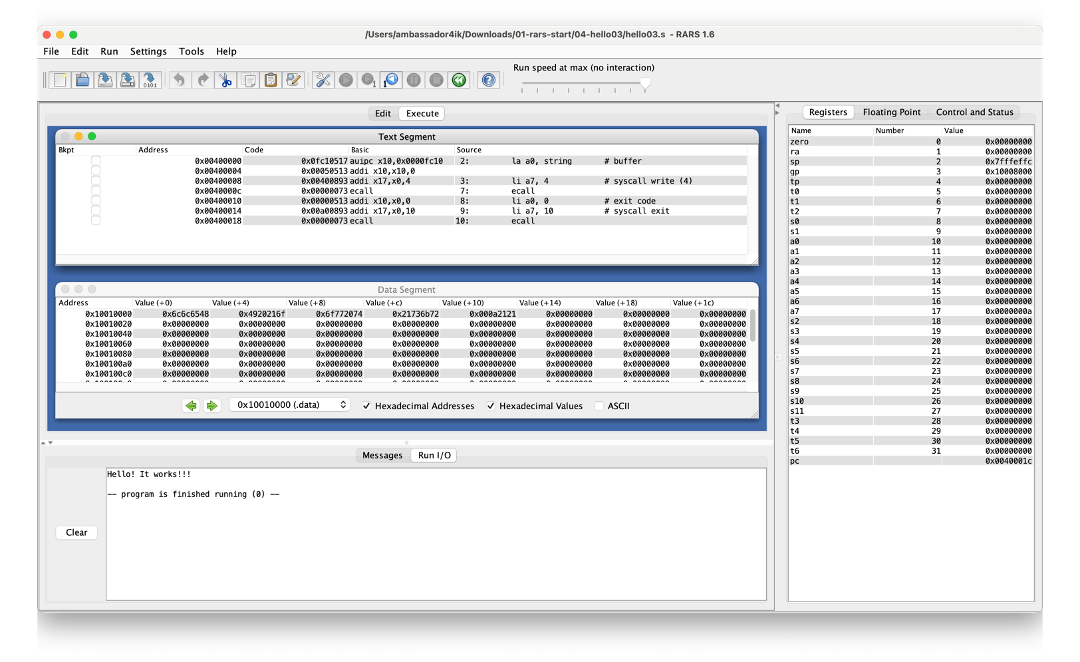 /Users/ambassador4ik/Downloads/01-rars-start/04-hello03/hello03.s - RARS 1.6
File Edit Run Settings Tools Help
Run speed at max (no interaction)
Edit Execute
Text Segment
Bkpt Address Code Basic Source
0x00400000 0x0fc10517 auipc x10,0x0000fc10 2: la a0, string # buffer
0x00400004 0x00050513 addi x10,x10,0
0x00400008 0x00400893 addi x17,x0,4 3: li a7, 4 # syscall write (4)
0x0040000c 0x00000073 ecall 7: ecall
0x00400010 0x00000513 addi x10,x0,0 8: li a0, 0 # exit code
0x00400014 0x00a00893 addi x17,x0,10 9: li a7, 10 # syscall exit
0x00400018 0x00000073 ecall 10: ecall
Data Segment
Address Value (+0) Value (+4) Value (+8) Value (+c) Value (+10) Value (+14) Value (+18) Value (+1c)
0x10010000 0x6c6c6548 0x4920216f 0x6f772074 0x21736b72 0x000a2121 0x00000000 0x00000000 0x00000000
0x10010020 0x00000000 0x00000000 0x00000000 0x00000000 0x00000000 0x00000000 0x00000000 0x00000000
0x10010040 0x00000000 0x00000000 0x00000000 0x00000000 0x00000000 0x00000000 0x00000000 0x00000000
0x10010060 0x00000000 0x00000000 0x00000000 0x00000000 0x00000000 0x00000000 0x00000000 0x00000000
0x10010080 0x00000000 0x00000000 0x00000000 0x00000000 0x00000000 0x00000000 0x00000000 0x00000000
0x100100a0 0x00000000 0x00000000 0x00000000 0x00000000 0x00000000 0x00000000 0x00000000 0x00000000
0x100100c0 0x00000000 0x00000000 0x00000000 0x00000000 0x00000000 0x00000000 0x00000000 0x00000000
0x10010000 (.data) Hexadecimal Addresses Hexadecimal Values ASCII
Messages Run I/O
Hello! It works!!!
-- program is finished running (0) --
Clear
Registers Floating Point Control and Status
Name Number Value
zero 0 0x00000000
ra 1 0x00000000
sp 2 0x7fffeffc
gp 3 0x10008000
tp 4 0x00000000
t0 5 0x00000000
t1 6 0x00000000
t2 7 0x00000000
s0 8 0x00000000
s1 9 0x00000000
a0 10 0x00000000
a1 11 0x00000000
a2 12 0x00000000
a3 13 0x00000000
a4 14 0x00000000
a5 15 0x00000000
a6 16 0x00000000
a7 17 0x0000000a
s2 18 0x00000000
s3 19 0x00000000
s4 20 0x00000000
s5 21 0x00000000
s6 22 0x00000000
s7 23 0x00000000
s8 24 0x00000000
s9 25 0x00000000
s10 26 0x00000000
s11 27 0x00000000
t3 28 0x00000000
t4 29 0x00000000
t5 30 0x00000000
t6 31 0x00000000
pc 0x0040001c